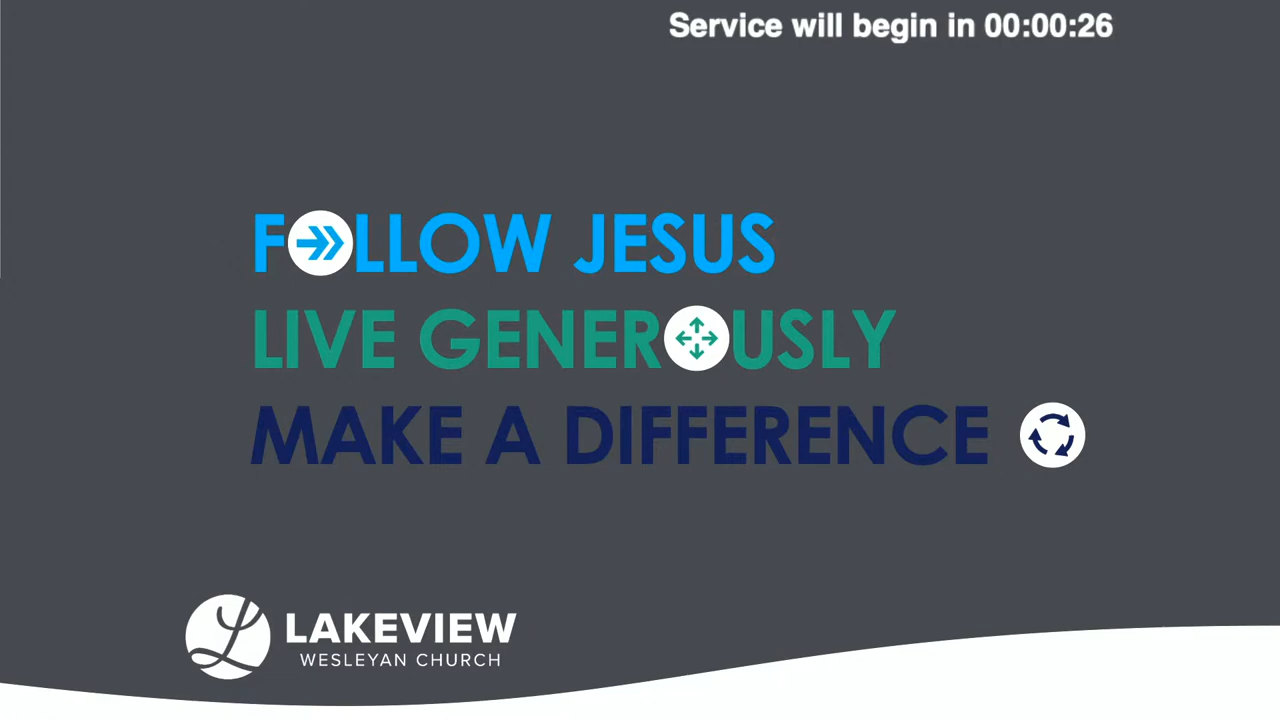 Service will begin in 00:00:26
FOLLOW JESUS
LIVE GENEROUSLY
MAKE A DIFFERENCE
LAKEVIEW
WESLEYAN CHURCH